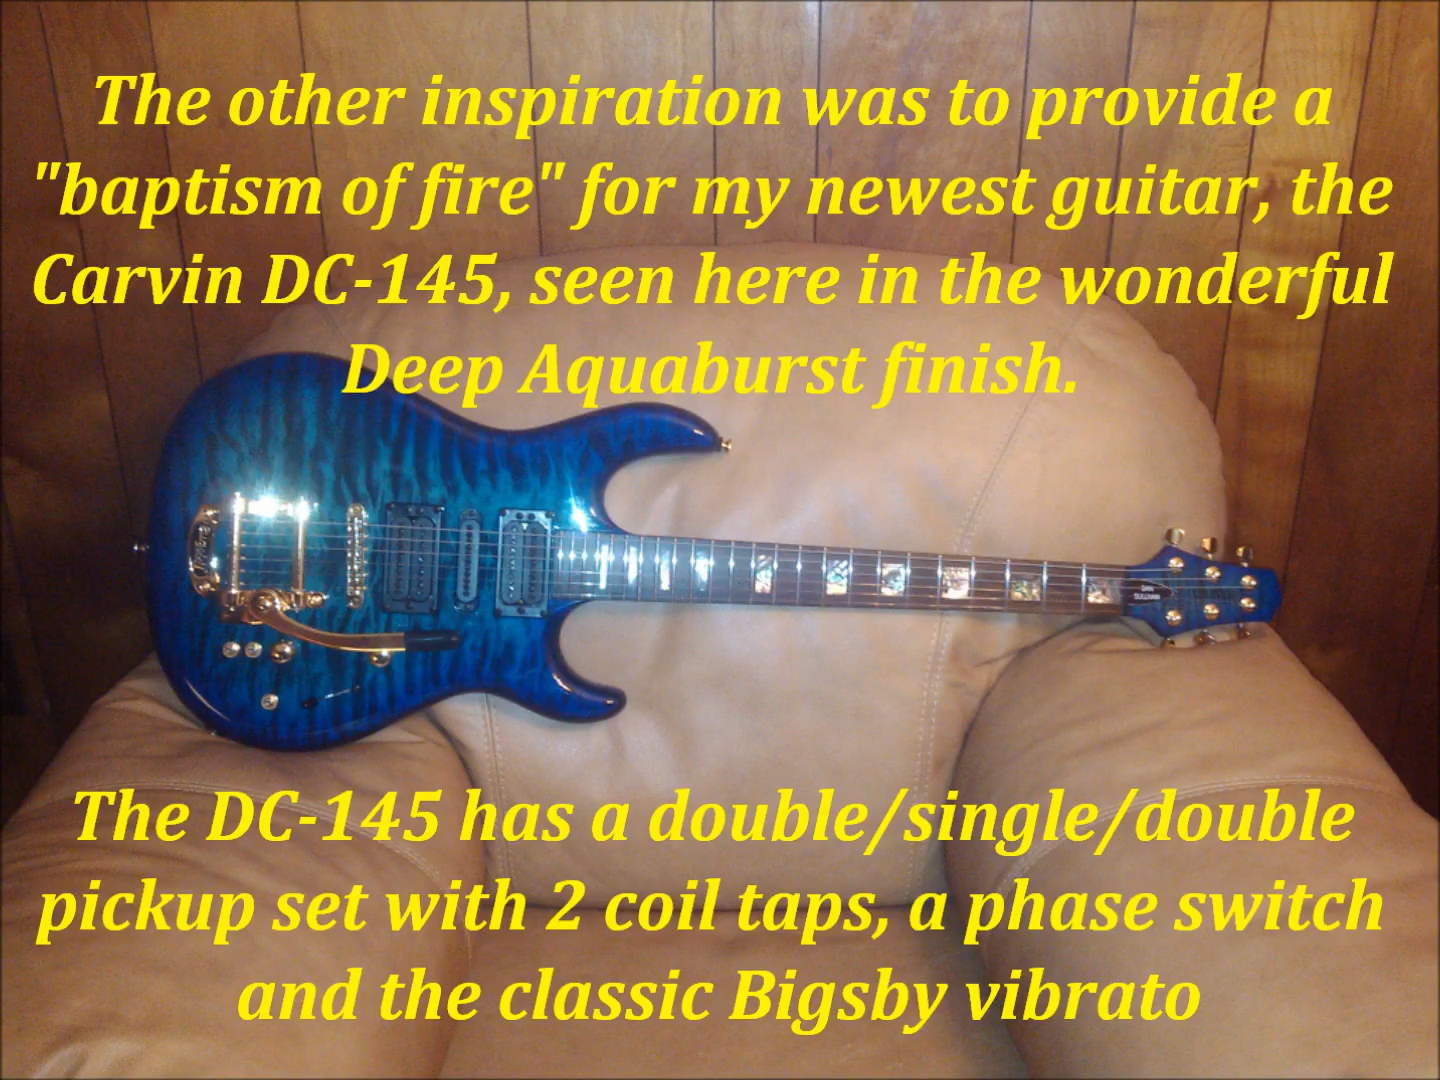 The other inspiration was to provide a
"baptism of fire" for my newest guitar, the
Carvin DC-145, seen here in the wonderful
Deep Aquaburst finish.
The DC-145 has a double/single/double
pickup set with 2 coil taps, a phase switch
and the classic Bigsby vibrato